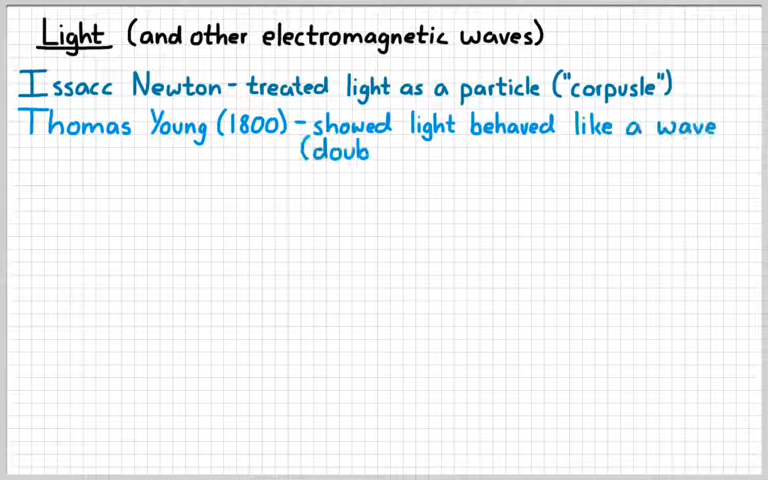 Light (and other electromagnetic waves)
Issacc Newton - treated light as a particle ("corpusle")
Thomas Young (1800) - showed light behaved like a wave
(doub